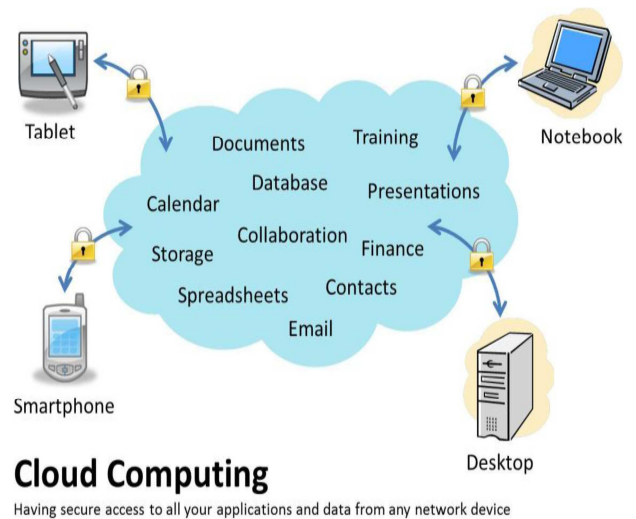 Tablet
Notebook
Documents
Training
Database
Presentations
Calendar
Collaboration
Finance
Storage
Contacts
Spreadsheets
Email
Smartphone
Desktop
Cloud Computing
Having secure access to all your applications and data from any network device